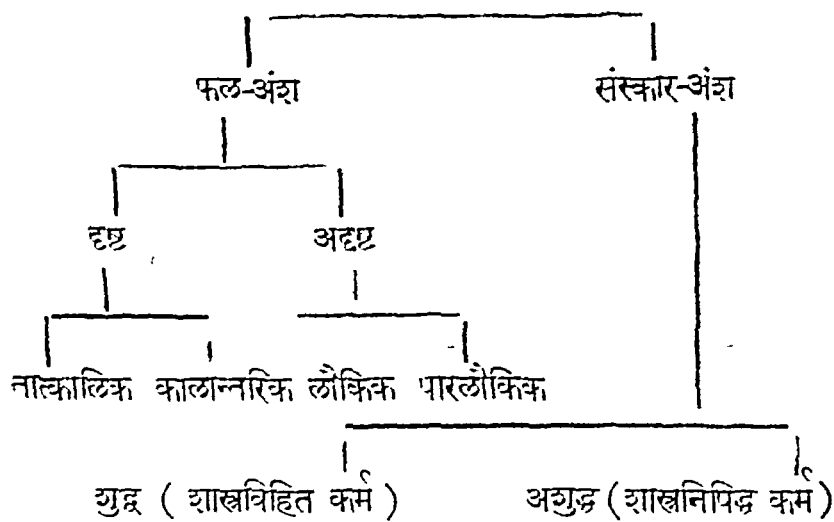 फल-अंश संस्कार-अंश
दृष्ट अदृष्ट
तात्कालिक कालान्तरिक लौकिक पारलौकिक
शुद्ध ( शास्त्रविहित कर्म ) अशुद्ध (शास्त्रनिषिद्ध कर्म )